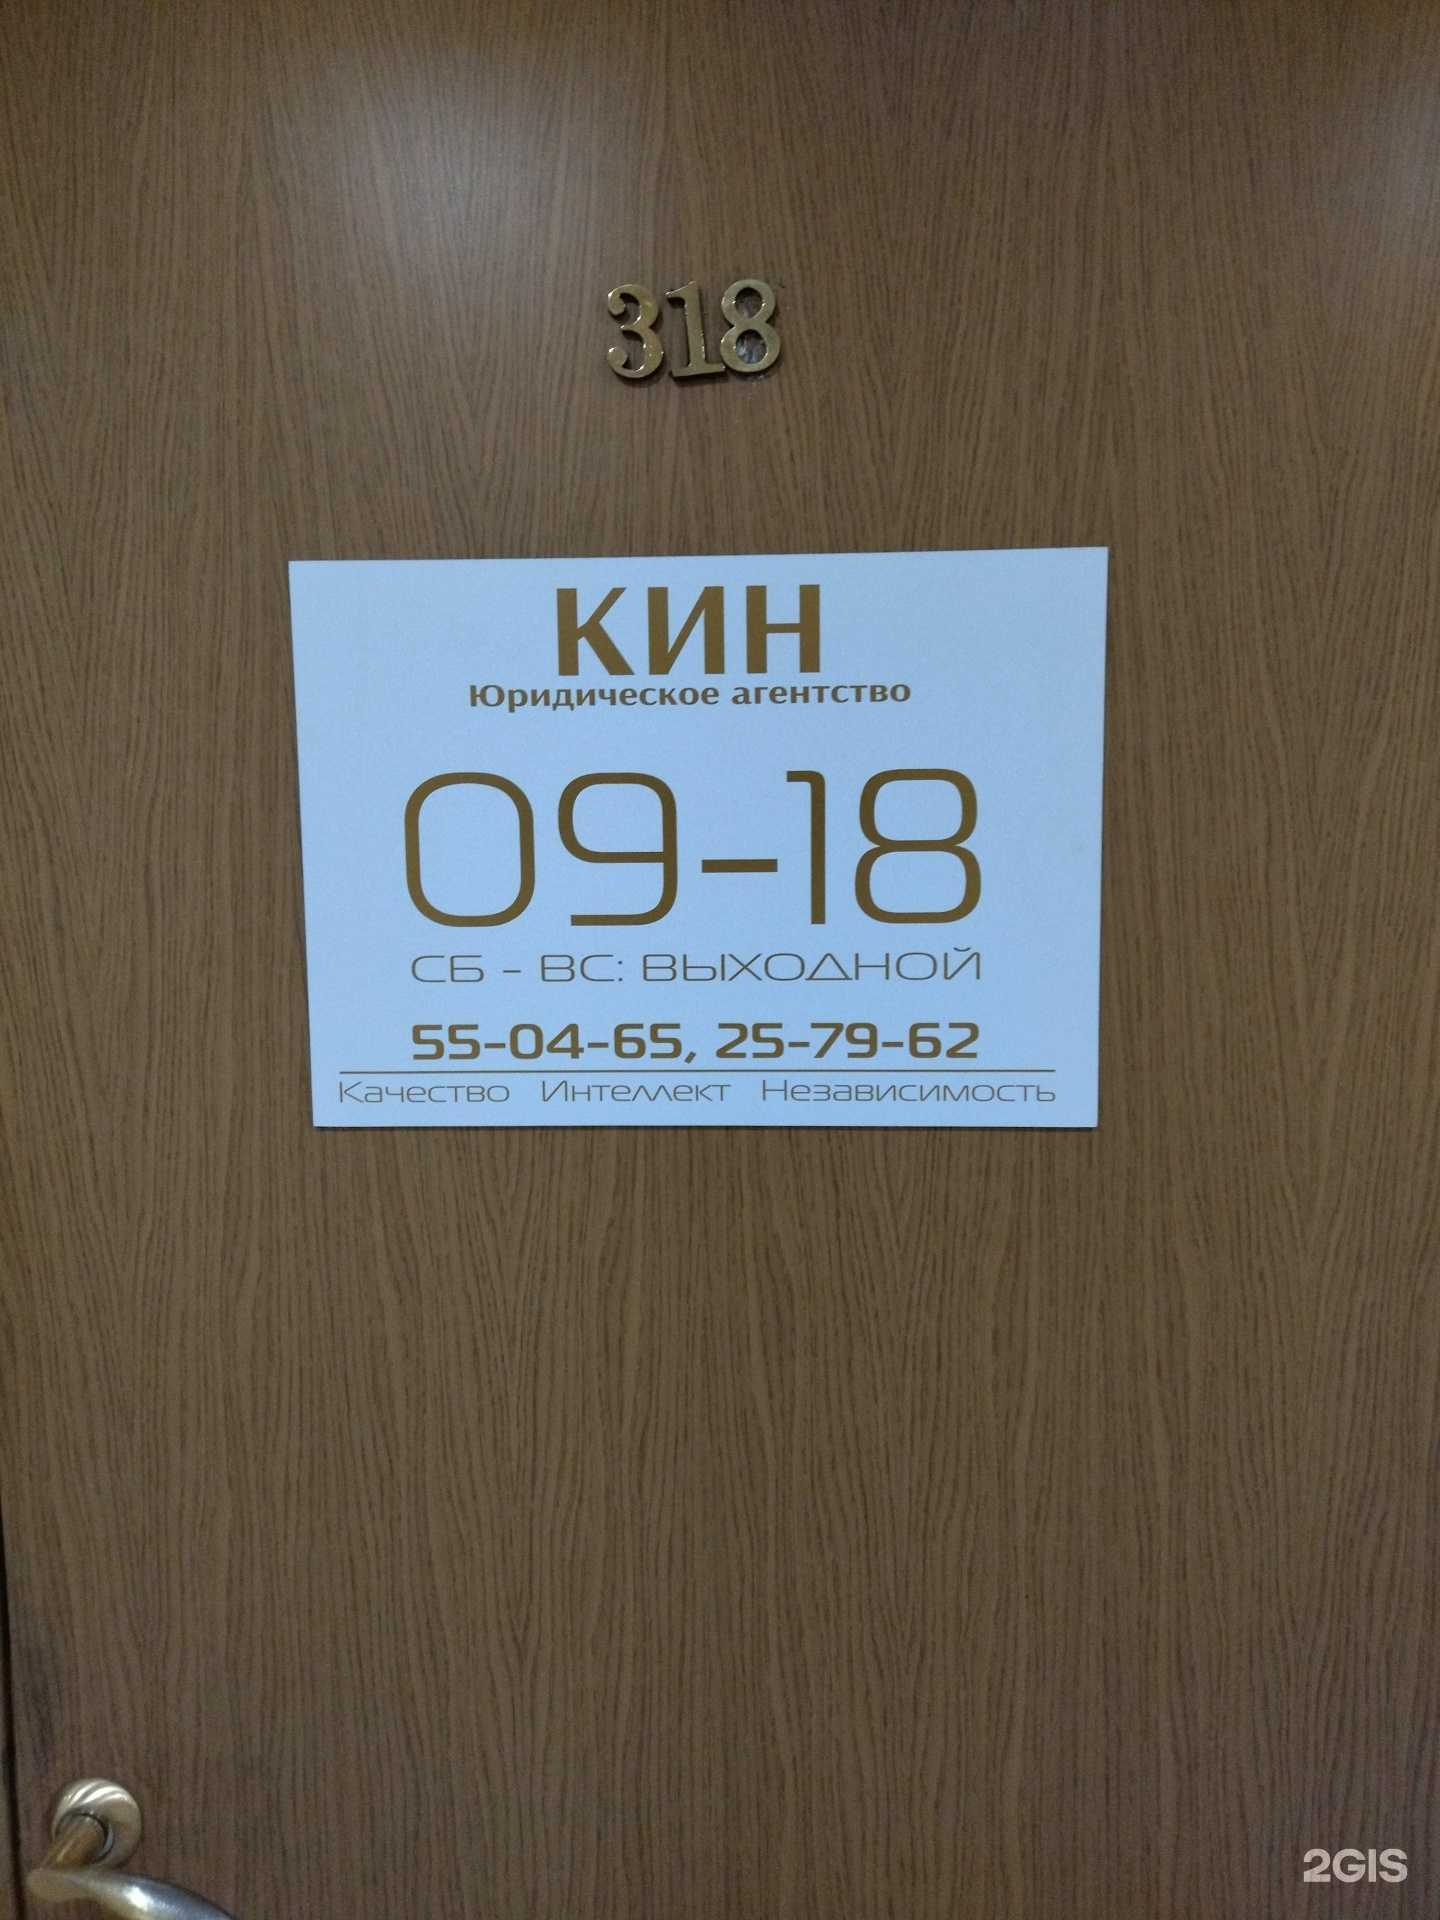 318
КИН
Юридическое агентство
09-18
СБ - ВС: ВЫХОДНОЙ
55-04-65, 25-79-62
Качество Интеллект Независимость
2GIS